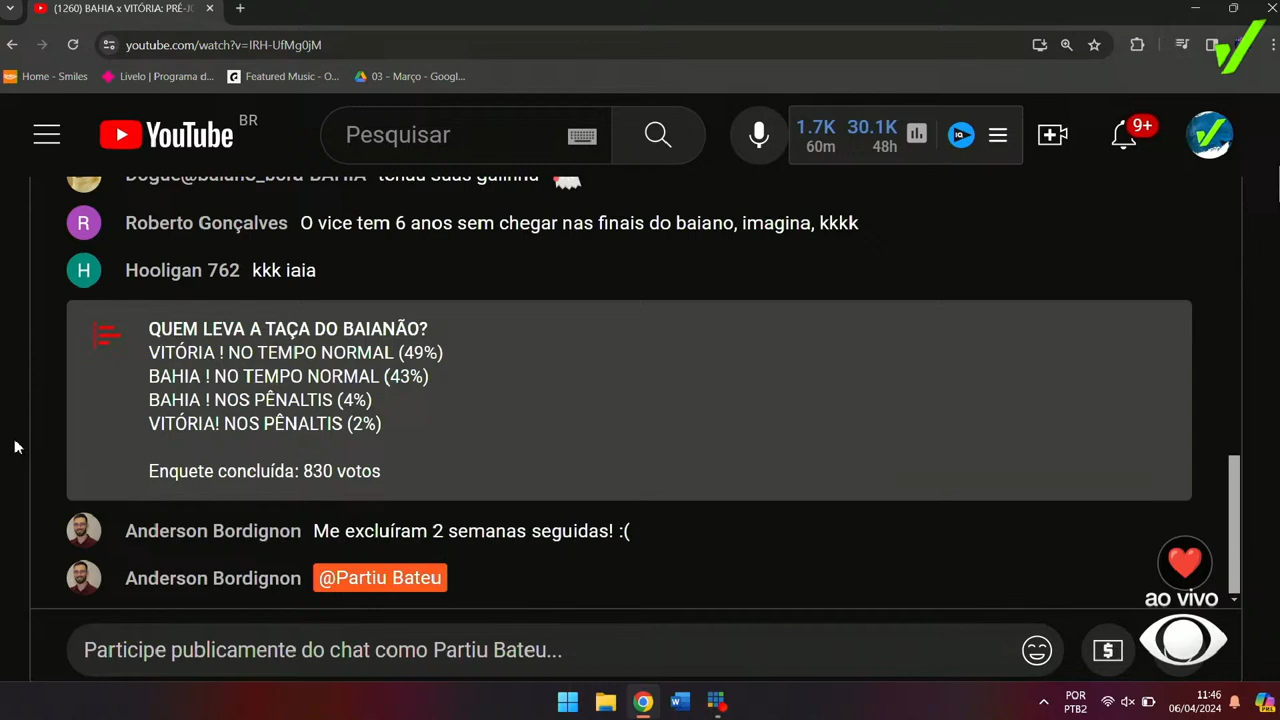 (1260) BAHIA x VITÓRIA: PRÉ-J
youtube.com/watch?v=IRH-UfMg0jM
Home - Smiles
Livelo | Programa d...
Featured Music - O...
03 - Março - Googl...
YouTube BR
Pesquisar
1.7K 30.1K
60m 48h
iQ
9+
Dogue@baiano_bora BAHIA tchau suas galinha
R Roberto Gonçalves O vice tem 6 anos sem chegar nas finais do baiano, imagina, kkkk
H Hooligan 762 kkk iaia
QUEM LEVA A TAÇA DO BAIANÃO?
VITÓRIA ! NO TEMPO NORMAL (49%)
BAHIA ! NO TEMPO NORMAL (43%)
BAHIA ! NOS PÊNALTIS (4%)
VITÓRIA! NOS PÊNALTIS (2%)
Enquete concluída: 830 votos
Anderson Bordignon Me excluíram 2 semanas seguidas! :(
Anderson Bordignon @Partiu Bateu
ao vivo
Participe publicamente do chat como Partiu Bateu...
POR
PTB2
11:46
06/04/2024